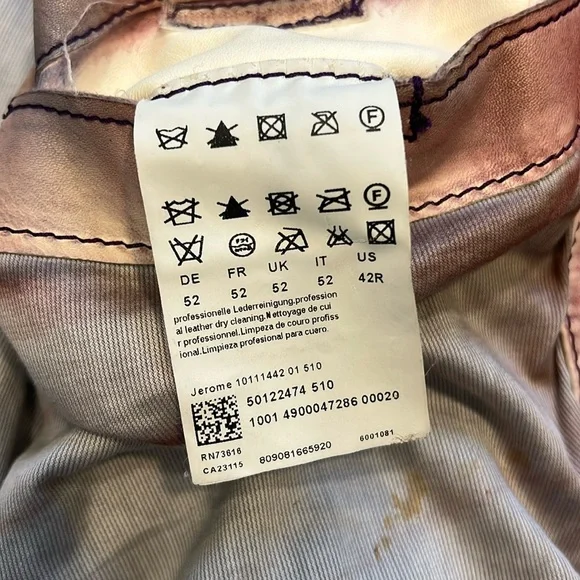 F
F
DE FR UK IT US
52 52 52 52 42R
professionelle Lederreinigung.profession
al leather dry cleaning.Nettoyage de cui
r professionnel.Limpeza de couro profiss
ional.Limpieza profesional para cuero.
Jerome 10111442 01 510
50122474 510
1001 4900047286 00020
RN73616
CA23115 809081665920 6001081